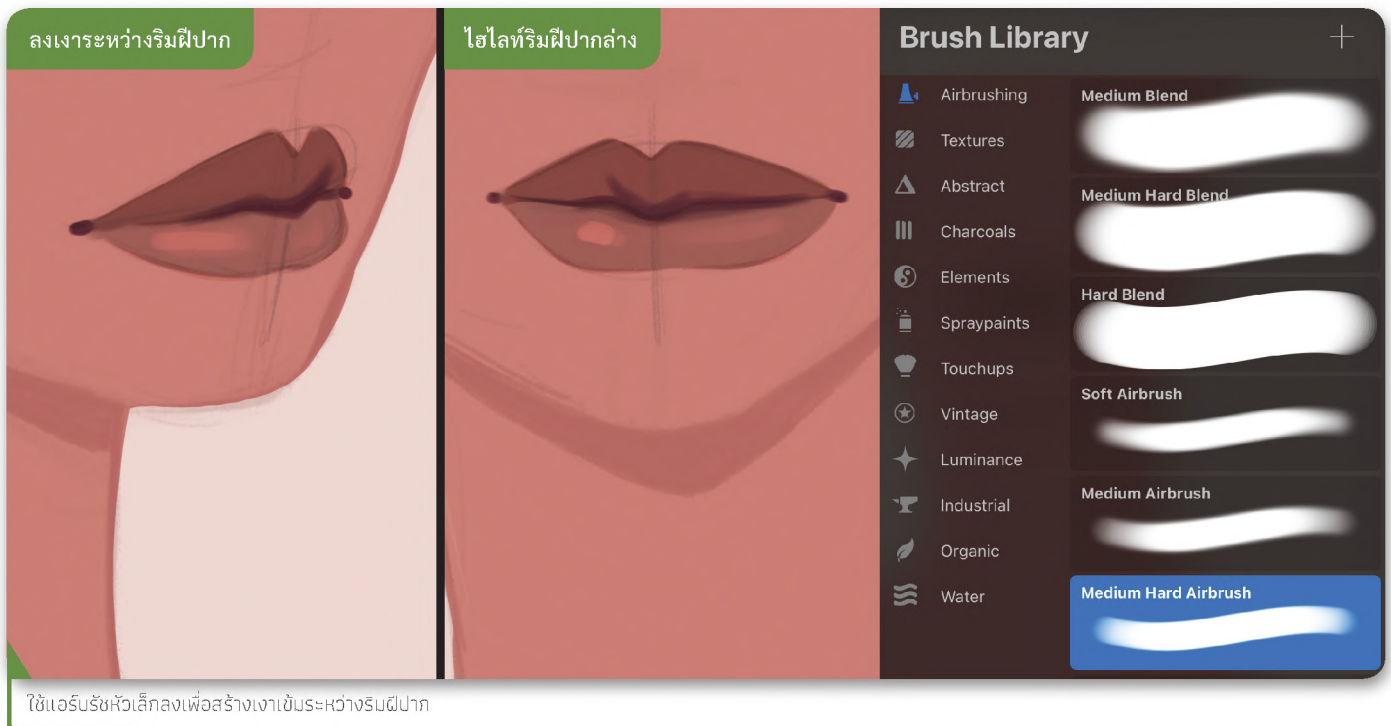 ลงเงาระหว่างริมฝีปาก
ไฮไลท์ริมฝีปากล่าง
Brush Library
Airbrushing
Textures
Abstract
Charcoals
Elements
Spraypaints
Touchups
Vintage
Luminance
Industrial
Organic
Water
Medium Blend
Medium Hard Blend
Hard Blend
Soft Airbrush
Medium Airbrush
Medium Hard Airbrush
ใช้แอร์บรัชหัวเล็กลงเพื่อสร้างเงาเข้มระหว่างริมฝีปาก